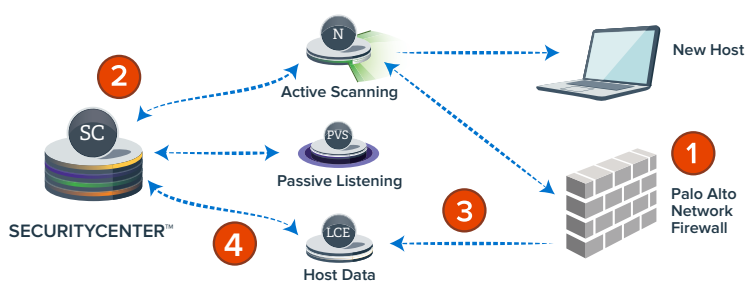 N
New Host
2
Active Scanning
SC
1
PVS
Passive Listening
Palo Alto
Network
Firewall
3
SECURITYCENTER™
4
LCE
Host Data